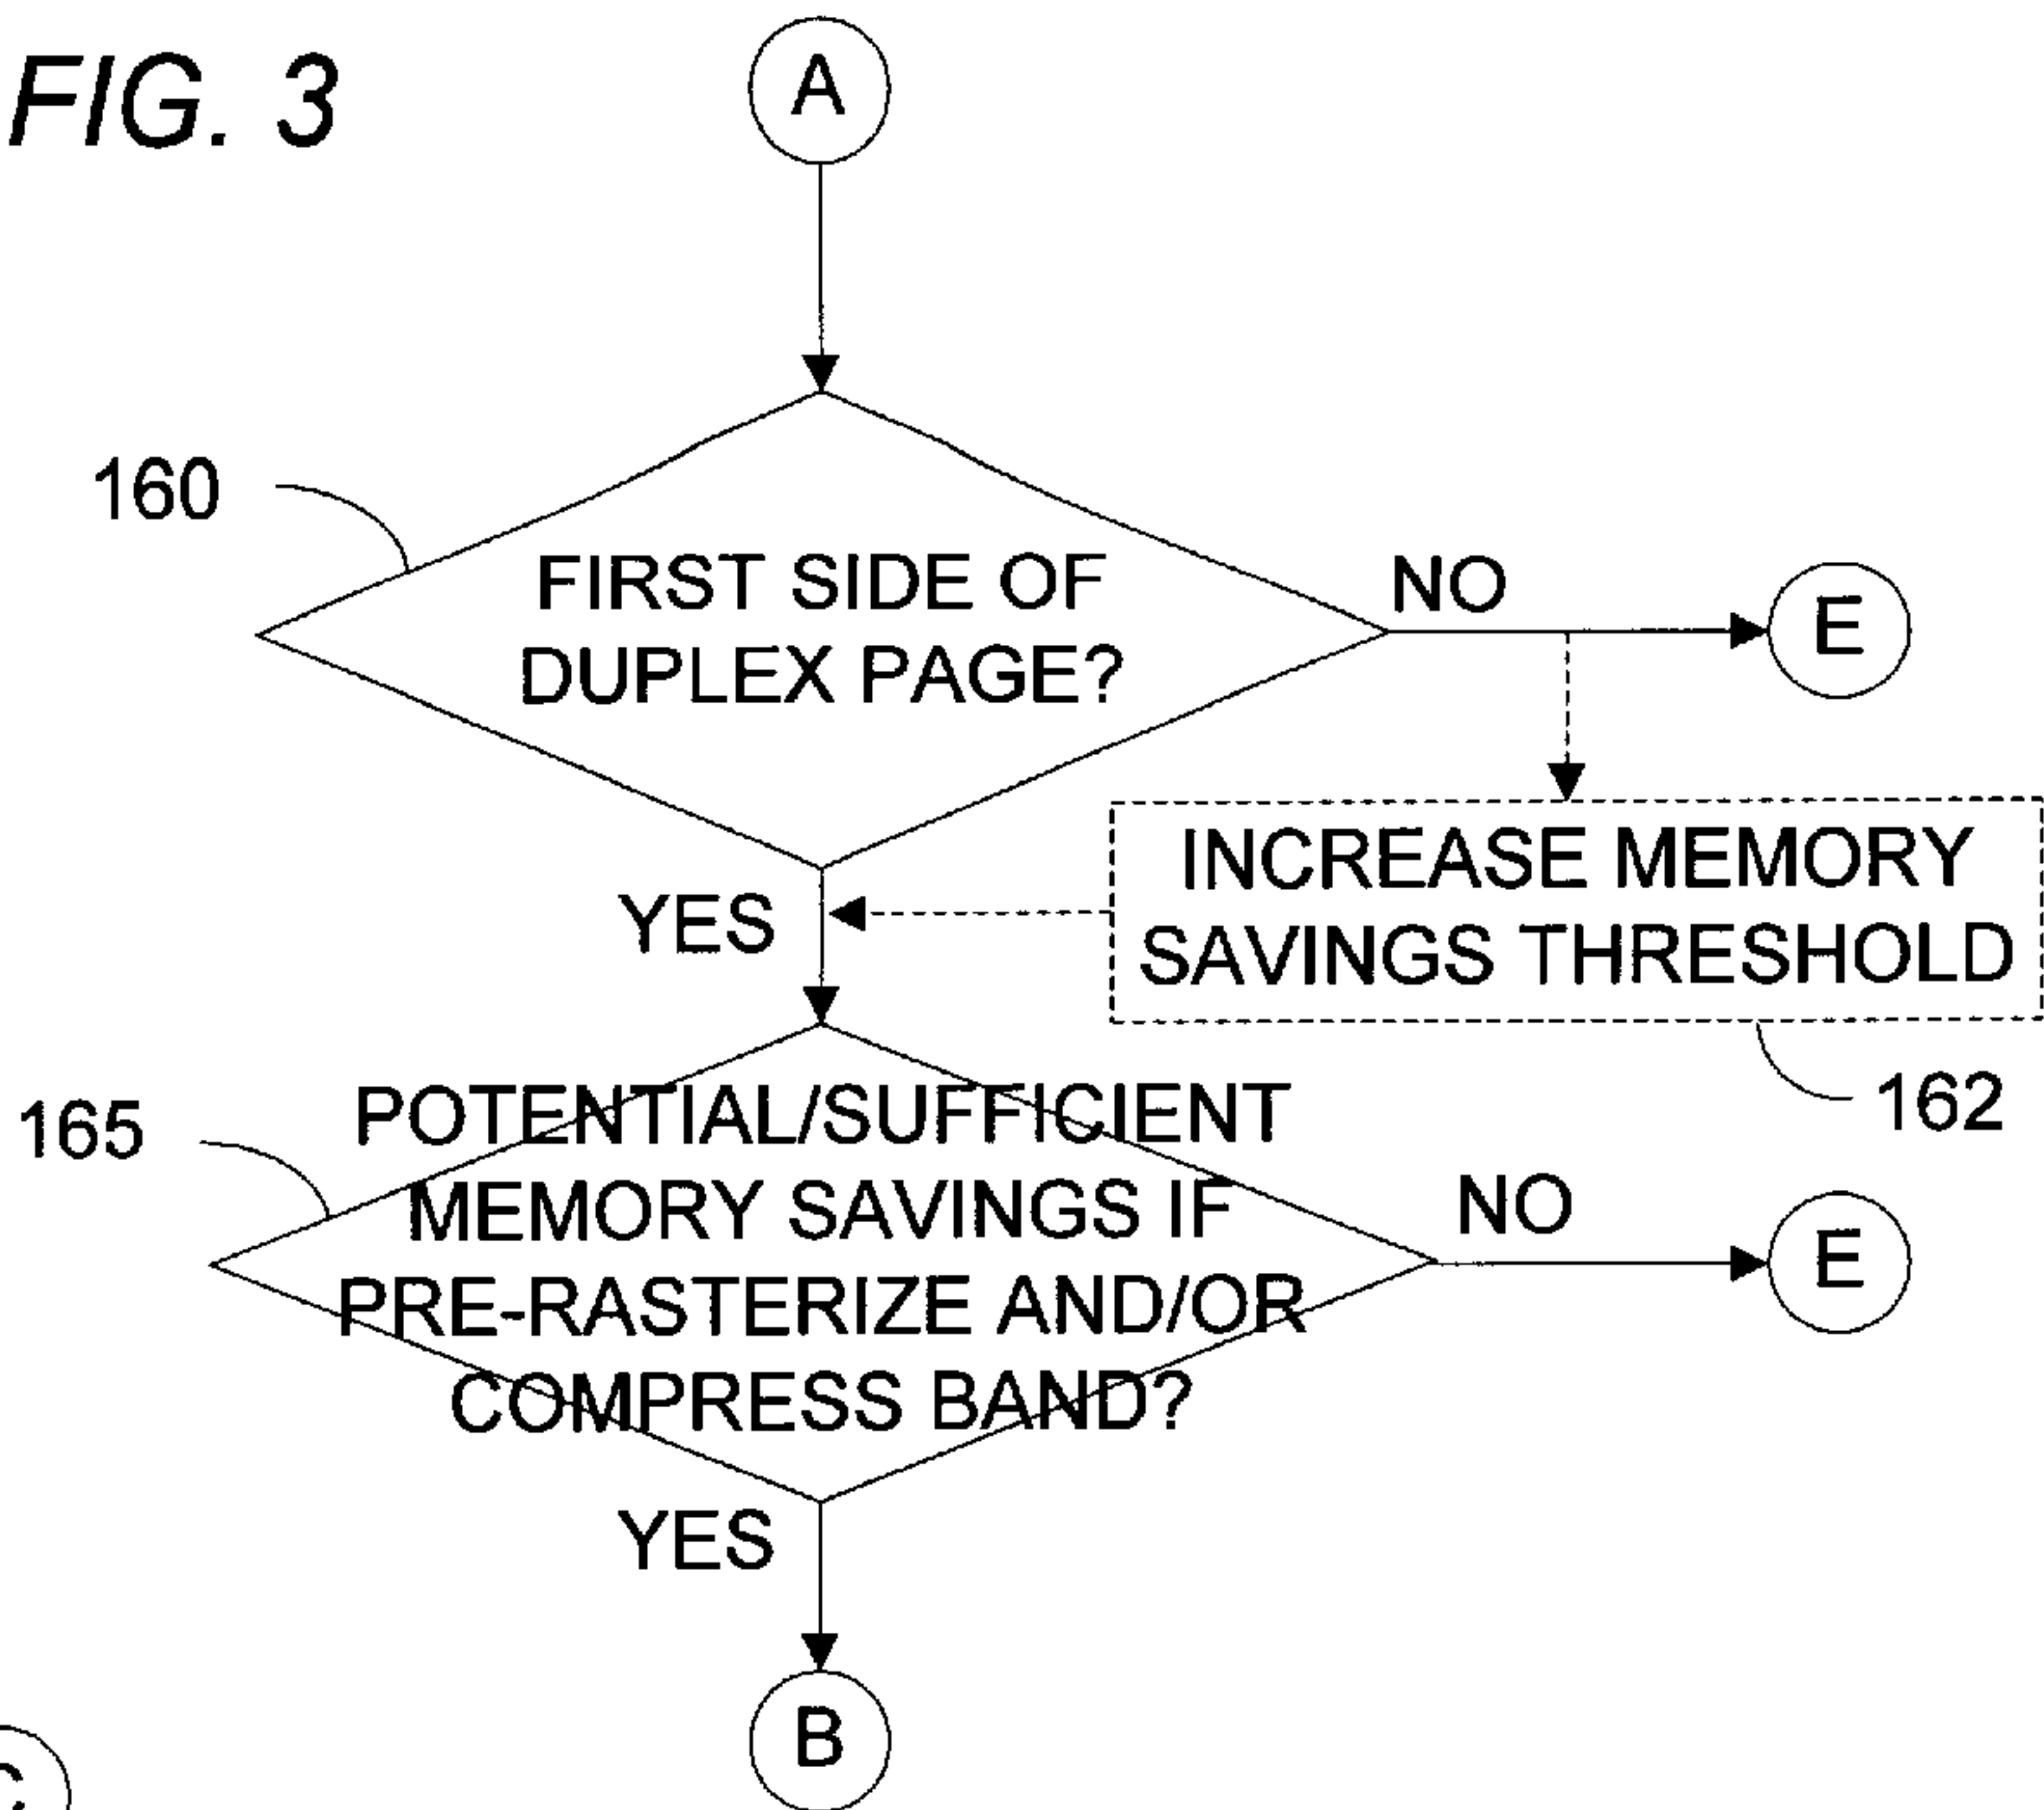 FIG. 3
A
160
FIRST SIDE OF
DUPLEX PAGE?
NO
E
INCREASE MEMORY
SAVINGS THRESHOLD
162
YES
165
POTENTIAL/SUFFICIENT
MEMORY SAVINGS IF
PRE-RASTERIZE AND/OR
COMPRESS BAND?
NO
E
YES
B